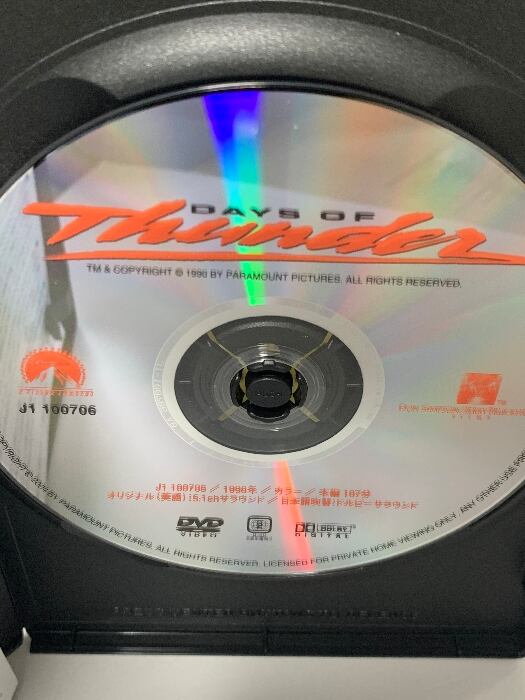 DAYS OF
Thunder
TM & COPYRIGHT © 1990 BY PARAMOUNT PICTURES. ALL RIGHTS RESERVED.
J1 100706
TM
J1 100706 // 1990年 // カラー // 本編 107分
オリジナル(英語):5.1chサラウンド // 日本語吹替:ドルビーサラウンド
DVD
VIDEO
2
DOLBY
DIGITAL
BY PARAMOUNT PICTURES. ALL RIGHTS RESERVED. LICENSED FOR PRIVATE HOME VIEWING ONLY. ANY OTHER USE